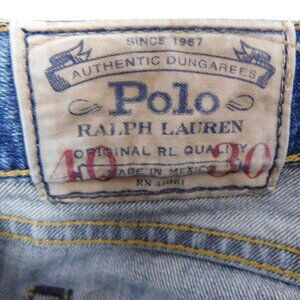 SINCE 1967
AUTHENTIC DUNGAREES
Polo
RALPH LAUREN
ORIGINAL RL QUALITY
40 30
MADE IN MEXICO